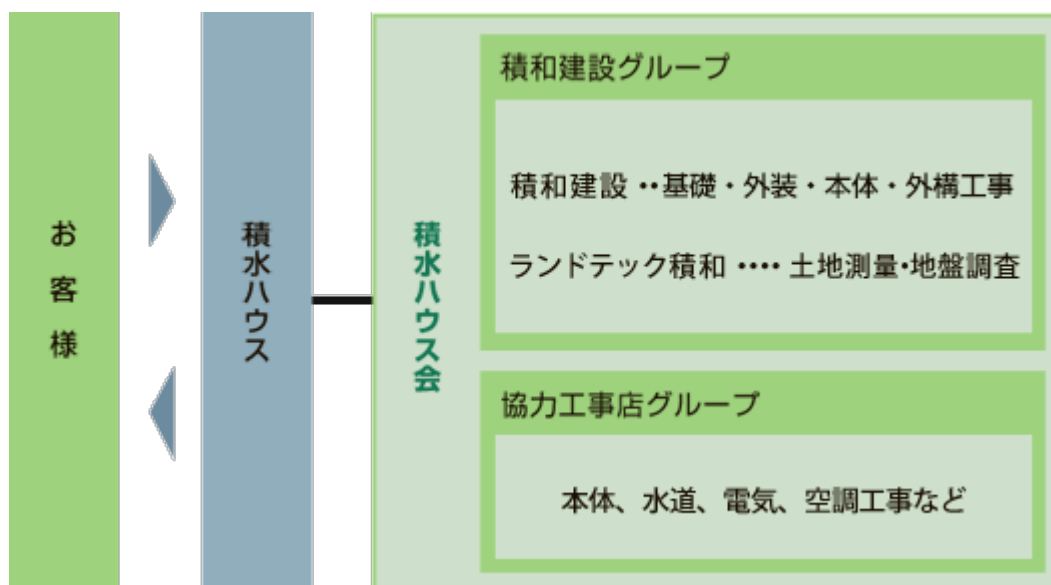 お客様
積水ハウス
積水ハウス会
積和建設グループ
積和建設 ‥基礎・外装・本体・外構工事
ランドテック積和 ‥‥ 土地測量・地盤調査
協力工事店グループ
本体、水道、電気、空調工事など